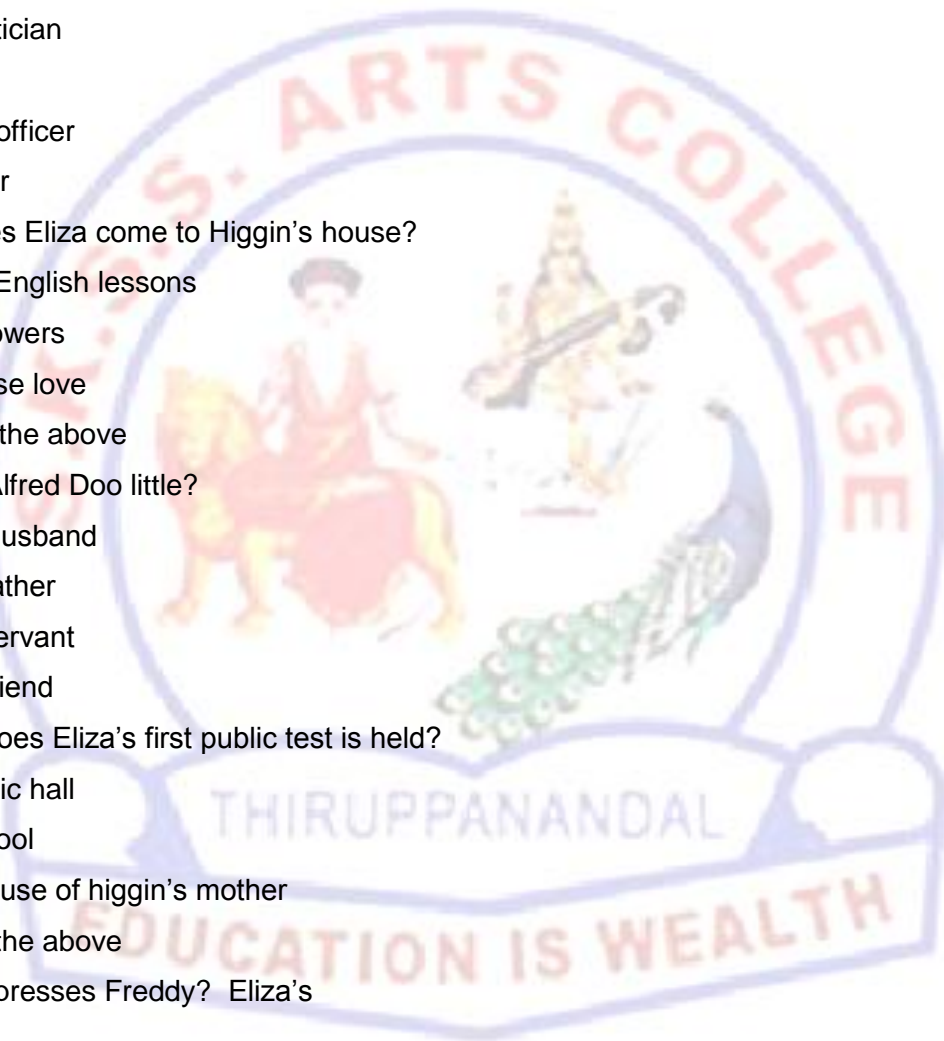 tician
officer
r
es Eliza come to Higgin’s house?
English lessons
owers
se love
the above
Alfred Doo little?
usband
ather
ervant
iend
oes Eliza’s first public test is held?
ic hall
ool
use of higgin’s mother
the above
presses Freddy? Eliza’s
S.K.S.S. ARTS COLLEGE
THIRUPPANANDAL
EDUCATION IS WEALTH